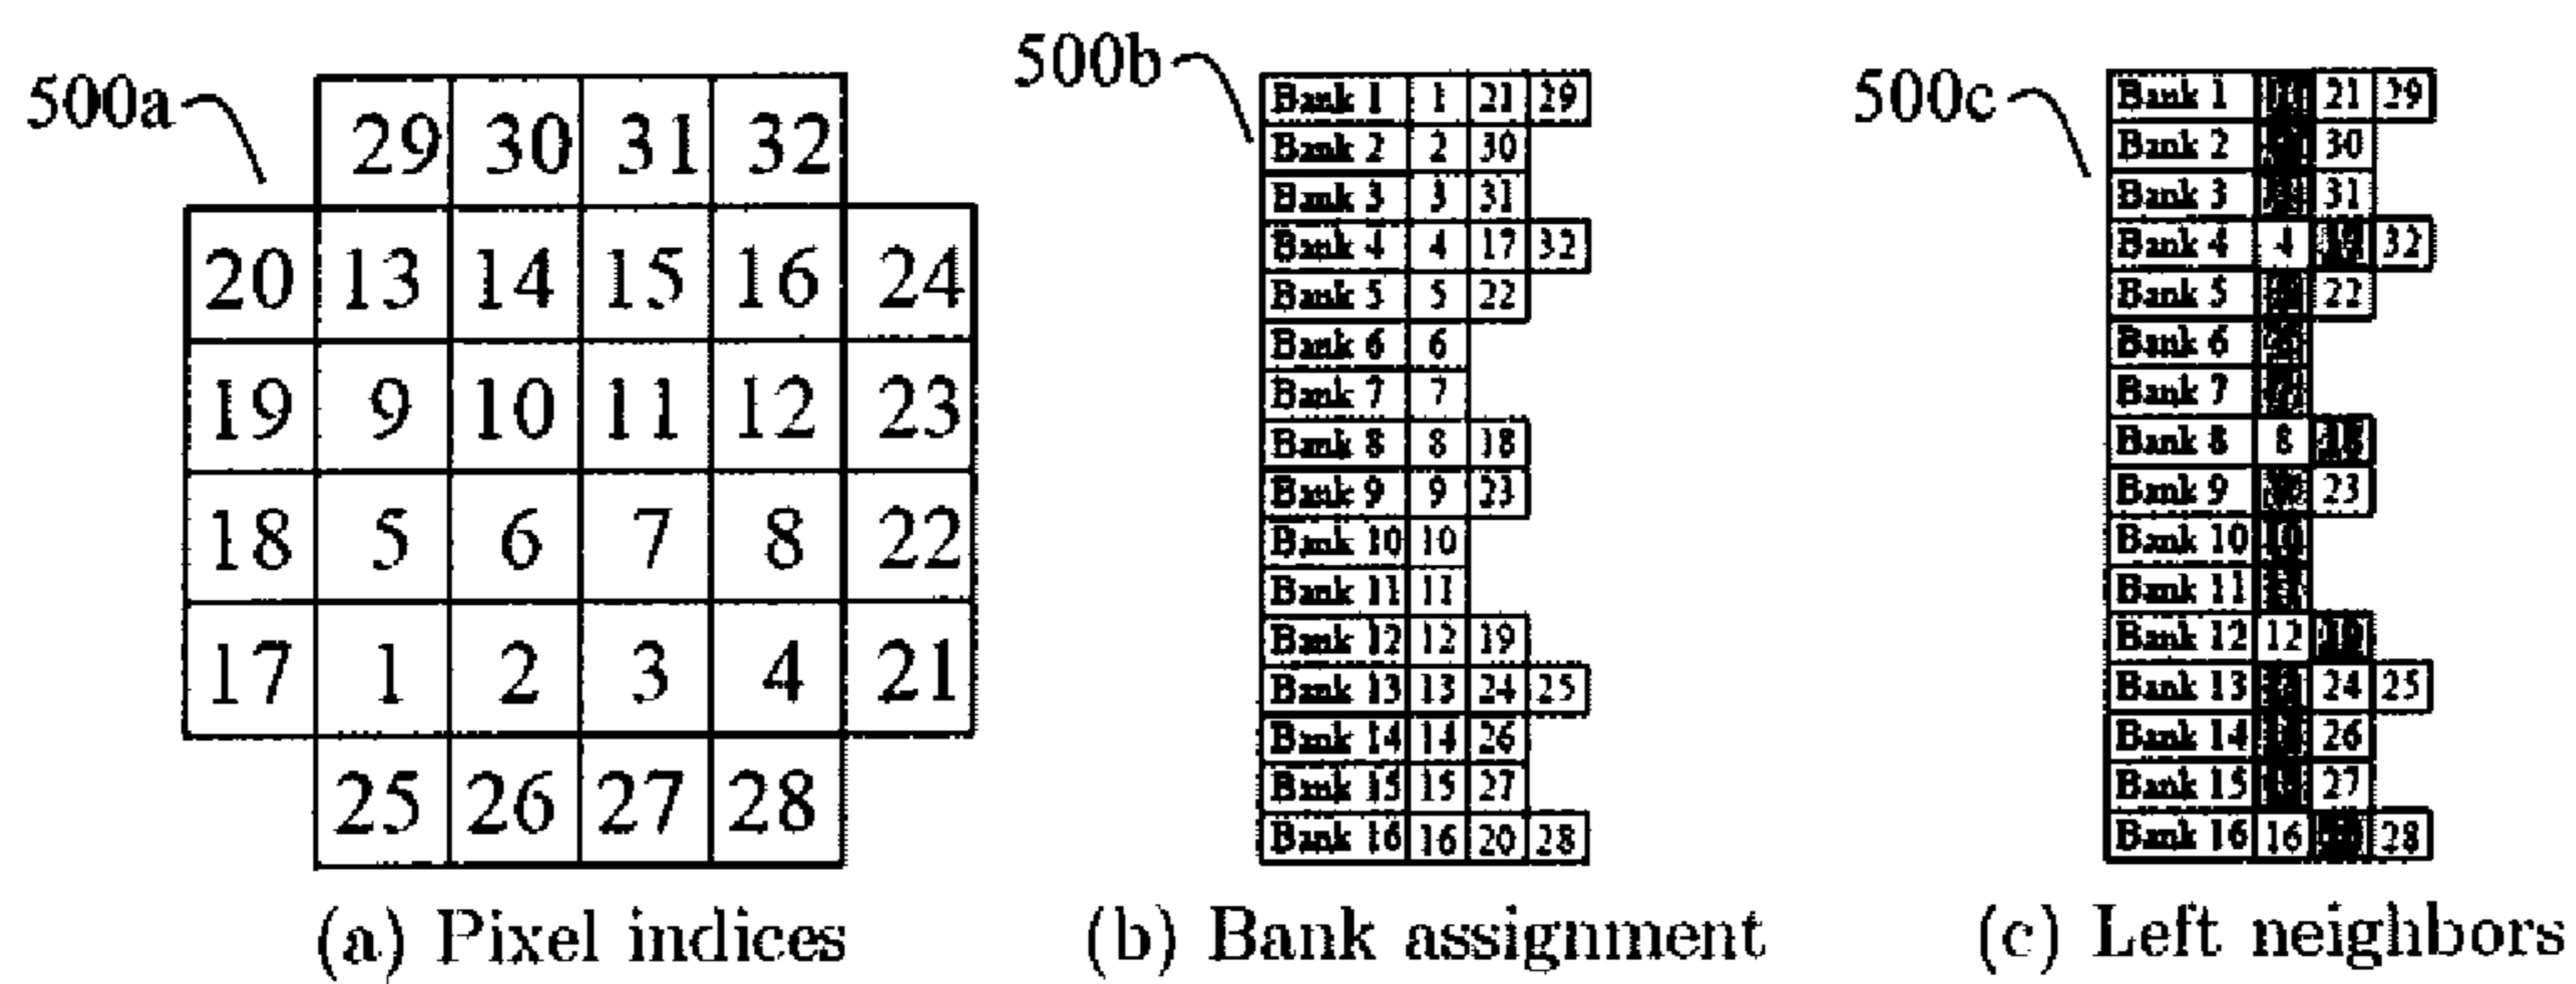 500a
29 30 31 32
20 13 14 15 16 24
19 9 10 11 12 23
18 5 6 7 8 22
17 1 2 3 4 21
25 26 27 28
(a) Pixel indices
500b
Bank 1 1 21 29
Bank 2 2 30
Bank 3 3 31
Bank 4 4 17 32
Bank 5 5 22
Bank 6 6
Bank 7 7
Bank 8 8 18
Bank 9 9 23
Bank 10 10
Bank 11 11
Bank 12 12 19
Bank 13 13 24 25
Bank 14 14 26
Bank 15 15 27
Bank 16 16 20 28
(b) Bank assignment
500c
Bank 1 21 29
Bank 2 30
Bank 3 31
Bank 4 4 32
Bank 5 22
Bank 6
Bank 7
Bank 8 8 18
Bank 9 23
Bank 10 10
Bank 11
Bank 12 12
Bank 13 24 25
Bank 14 26
Bank 15 27
Bank 16 16 28
(c) Left neighbors